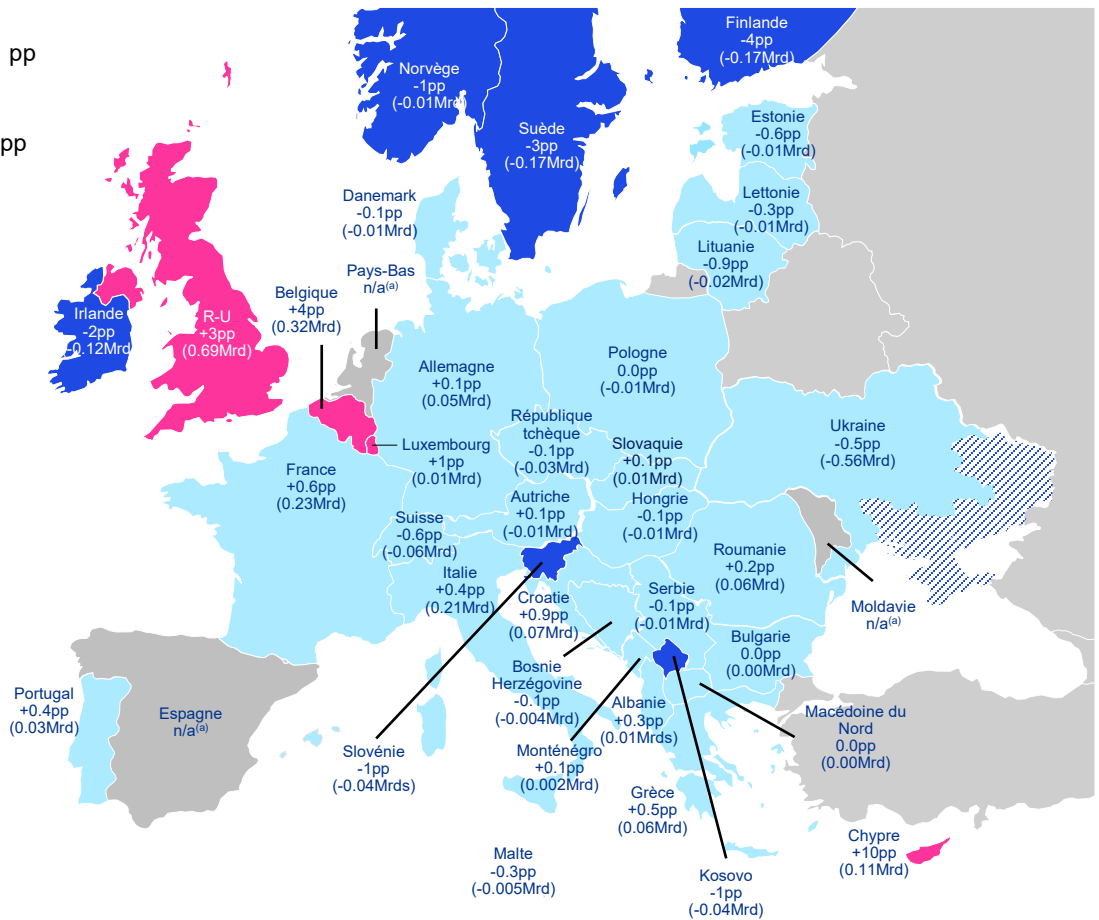 pp
pp
Finlande
-4pp
(-0.17Mrd)
Norvège
-1pp
(-0.01Mrd)
Suède
-3pp
(-0.17Mrd)
Estonie
-0.6pp
(-0.01Mrd)
Lettonie
-0.3pp
(-0.01Mrd)
Lituanie
-0.9pp
(-0.02Mrd)
Danemark
-0.1pp
(-0.01Mrd)
Pays-Bas
n/a(a)
Belgique
+4pp
(0.32Mrd)
Irlande
-2pp
-0.12Mrd
R-U
+3pp
(0.69Mrd)
Allemagne
+0.1pp
(0.05Mrd)
Pologne
0.0pp
(-0.01Mrd)
République
tchèque
-0.1pp
(-0.03Mrd)
Slovaquie
+0.1pp
(0.01Mrd)
Ukraine
-0.5pp
(-0.56Mrd)
Luxembourg
+1pp
(0.01Mrd)
France
+0.6pp
(0.23Mrd)
Autriche
+0.1pp
(-0.01Mrd)
Hongrie
-0.1pp
(-0.01Mrd)
Suisse
-0.6pp
(-0.06Mrd)
Roumanie
+0.2pp
(0.06Mrd)
Italie
+0.4pp
(0.21Mrd)
Croatie
+0.9pp
(0.07Mrd)
Serbie
-0.1pp
(-0.01Mrd)
Moldavie
n/a(a)
Bulgarie
0.0pp
(0.00Mrd)
Bosnie
Herzégovine
-0.1pp
(-0.004Mrd)
Portugal
+0.4pp
(0.03Mrd)
Espagne
n/a(a)
Albanie
+0.3pp
(0.01Mrds)
Macédoine du
Nord
0.0pp
(0.00Mrd)
Slovénie
-1pp
(-0.04Mrds)
Monténégro
+0.1pp
(0.002Mrd)
Grèce
+0.5pp
(0.06Mrd)
Chypre
+10pp
(0.11Mrd)
Malte
-0.3pp
(-0.005Mrd)
Kosovo
-1pp
(-0.04Mrd)